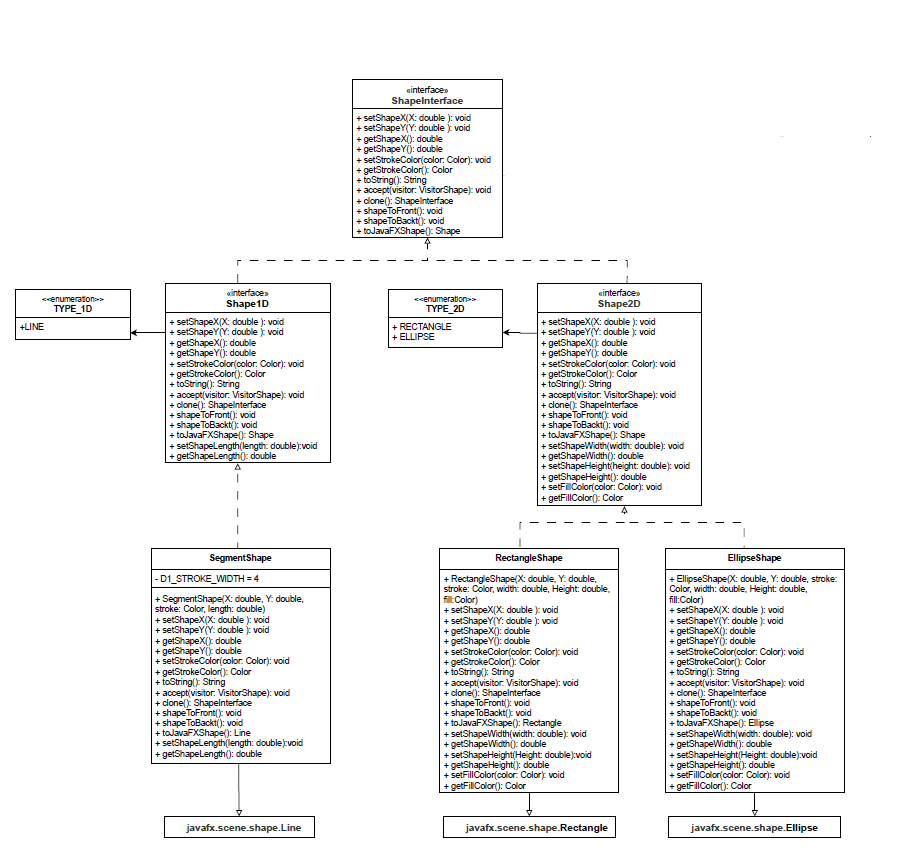 «interface»
ShapeInterface
+ setShapeX(X: double ): void
+ setShapeY(Y: double ): void
+ getShapeX(): double
+ getShapeY(): double
+ setStrokeColor(color: Color): void
+ getStrokeColor(): Color
+ toString(): String
+ accept(visitor: VisitorShape): void
+ clone(): ShapeInterface
+ shapeToFront(): void
+ shapeToBackt(): void
+ toJavaFXShape(): Shape
<<enumeration>>
TYPE_1D
+LINE
«interface»
Shape1D
+ setShapeX(X: double ): void
+ setShapeY(Y: double ): void
+ getShapeX(): double
+ getShapeY(): double
+ setStrokeColor(color: Color): void
+ getStrokeColor(): Color
+ toString(): String
+ accept(visitor: VisitorShape): void
+ clone(): ShapeInterface
+ shapeToFront(): void
+ shapeToBackt(): void
+ toJavaFXShape(): Shape
+ setShapeLength(length: double):void
+ getShapeLength(): double
<<enumeration>>
TYPE_2D
+ RECTANGLE
+ ELLIPSE
«interface»
Shape2D
+ setShapeX(X: double ): void
+ setShapeY(Y: double ): void
+ getShapeX(): double
+ getShapeY(): double
+ setStrokeColor(color: Color): void
+ getStrokeColor(): Color
+ toString(): String
+ accept(visitor: VisitorShape): void
+ clone(): ShapeInterface
+ shapeToFront(): void
+ shapeToBackt(): void
+ toJavaFXShape(): Shape
+ setShapeWidth(width: double): void
+ getShapeWidth(): double
+ setShapeHeight(height: double): void
+ getShapeHeight(): double
+ setFillColor(color: Color): void
+ getFillColor(): Color
SegmentShape
- D1_STROKE_WIDTH = 4
+ SegmentShape(X: double, Y: double,
stroke: Color, length: double)
+ setShapeX(X: double ): void
+ setShapeY(Y: double ): void
+ getShapeX(): double
+ getShapeY(): double
+ setStrokeColor(color: Color): void
+ getStrokeColor(): Color
+ toString(): String
+ accept(visitor: VisitorShape): void
+ clone(): ShapeInterface
+ shapeToFront(): void
+ shapeToBackt(): void
+ toJavaFXShape(): Line
+ setShapeLength(length: double):void
+ getShapeLength(): double
javafx.scene.shape.Line
RectangleShape
+ RectangleShape(X: double, Y: double,
stroke: Color, width: double, Height: double,
fill:Color)
+ setShapeX(X: double ): void
+ setShapeY(Y: double ): void
+ getShapeX(): double
+ getShapeY(): double
+ setStrokeColor(color: Color): void
+ getStrokeColor(): Color
+ toString(): String
+ accept(visitor: VisitorShape): void
+ clone(): ShapeInterface
+ shapeToFront(): void
+ shapeToBackt(): void
+ toJavaFXShape(): Rectangle
+ setShapeWidth(width: double): void
+ getShapeWidth(): double
+ setShapeHeight(Height: double):void
+ getShapeHeight(): double
+ setFillColor(color: Color): void
+ getFillColor(): Color
javafx.scene.shape.Rectangle
EllipseShape
+ EllipseShape(X: double, Y: double, stroke:
Color, width: double, Height: double,
fill:Color)
+ setShapeX(X: double ): void
+ setShapeY(Y: double ): void
+ getShapeX(): double
+ getShapeY(): double
+ setStrokeColor(color: Color): void
+ getStrokeColor(): Color
+ toString(): String
+ accept(visitor: VisitorShape): void
+ clone(): ShapeInterface
+ shapeToFront(): void
+ shapeToBackt(): void
+ toJavaFXShape(): Ellipse
+ setShapeWidth(width: double): void
+ getShapeWidth(): double
+ setShapeHeight(Height: double):void
+ getShapeHeight(): double
+ setFillColor(color: Color): void
+ getFillColor(): Color
javafx.scene.shape.Ellipse